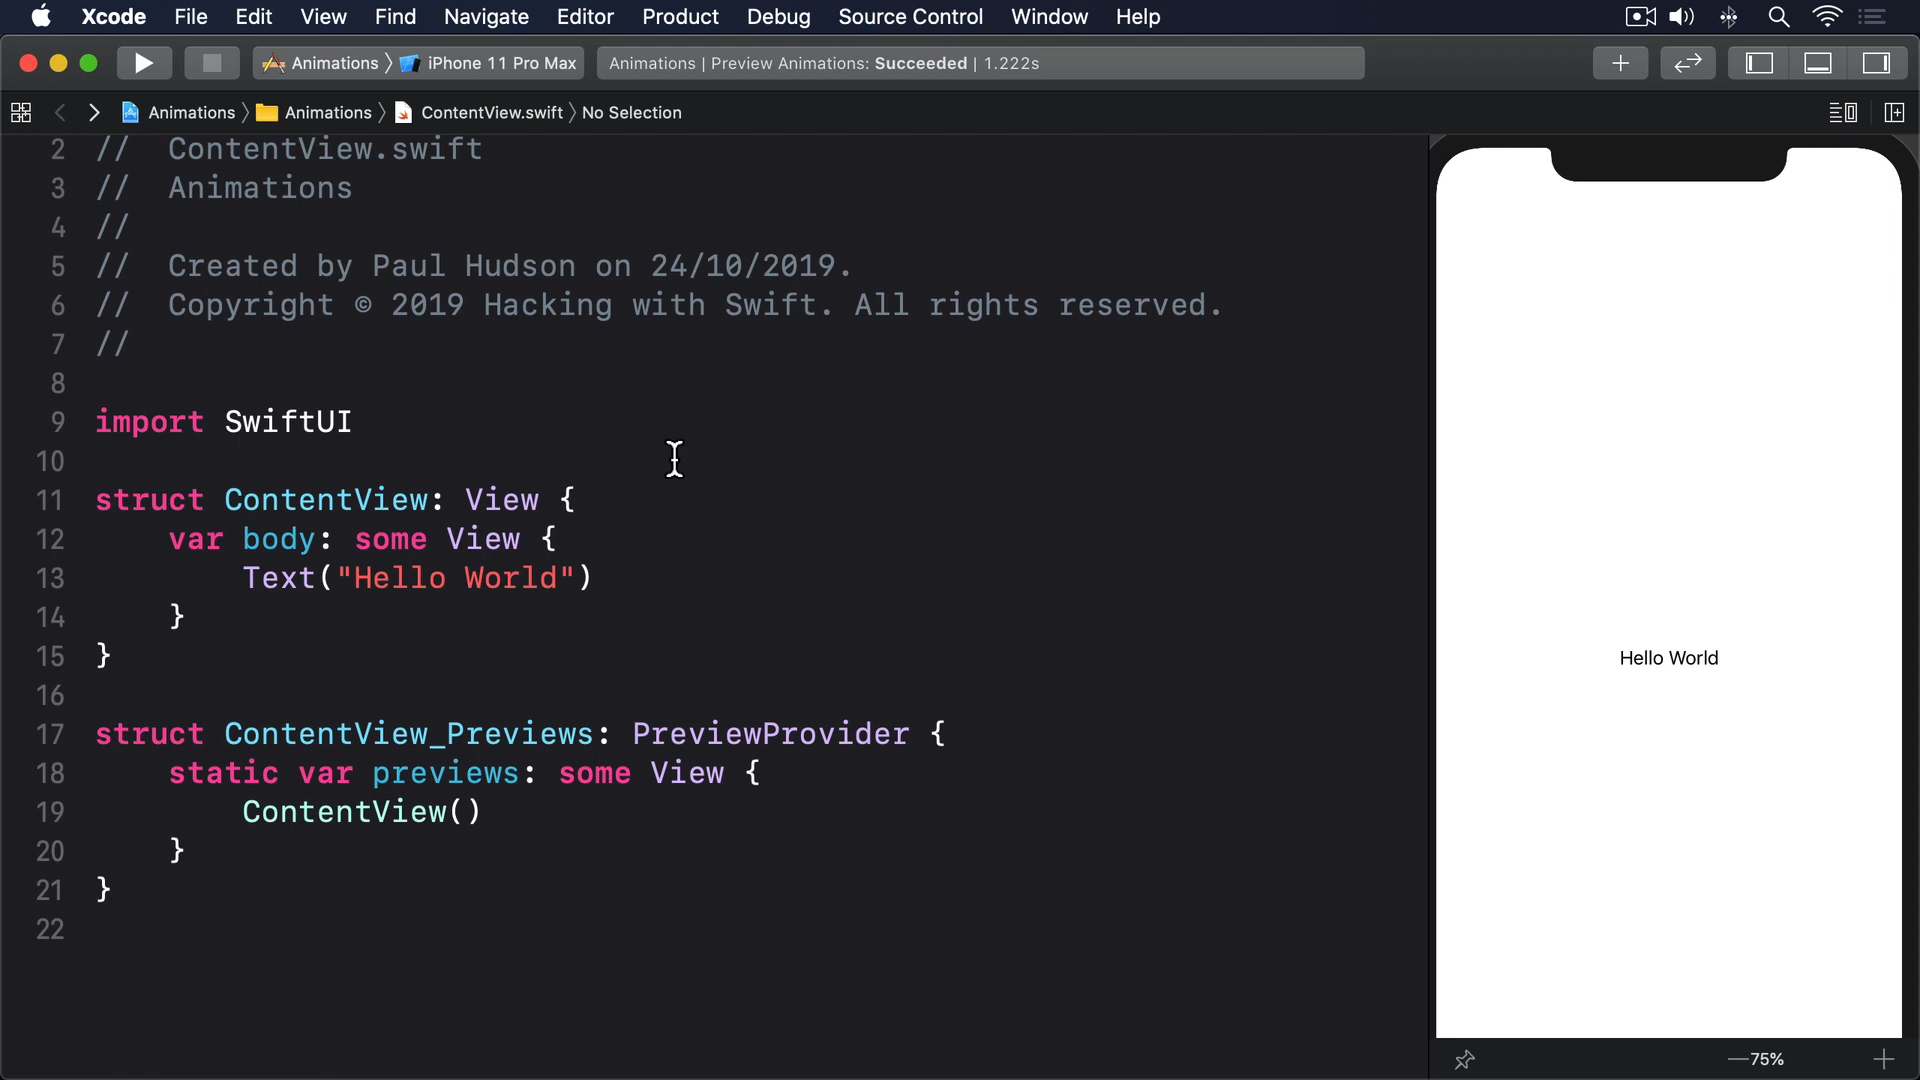 Xcode File Edit View Find Navigate Editor Product Debug Source Control Window Help
Animations 〉 iPhone 11 Pro Max
Animations | Preview Animations: Succeeded | 1.222s
Animations 〉 Animations 〉 ContentView.swift 〉 No Selection
2 //  ContentView.swift
3 //  Animations
4 //
5 //  Created by Paul Hudson on 24/10/2019.
6 //  Copyright © 2019 Hacking with Swift. All rights reserved.
7 //
8
9 import SwiftUI
10
11 struct ContentView: View {
12     var body: some View {
13         Text("Hello World")
14     }
15 }
16
17 struct ContentView_Previews: PreviewProvider {
18     static var previews: some View {
19         ContentView()
20     }
21 }
22
Hello World
75%